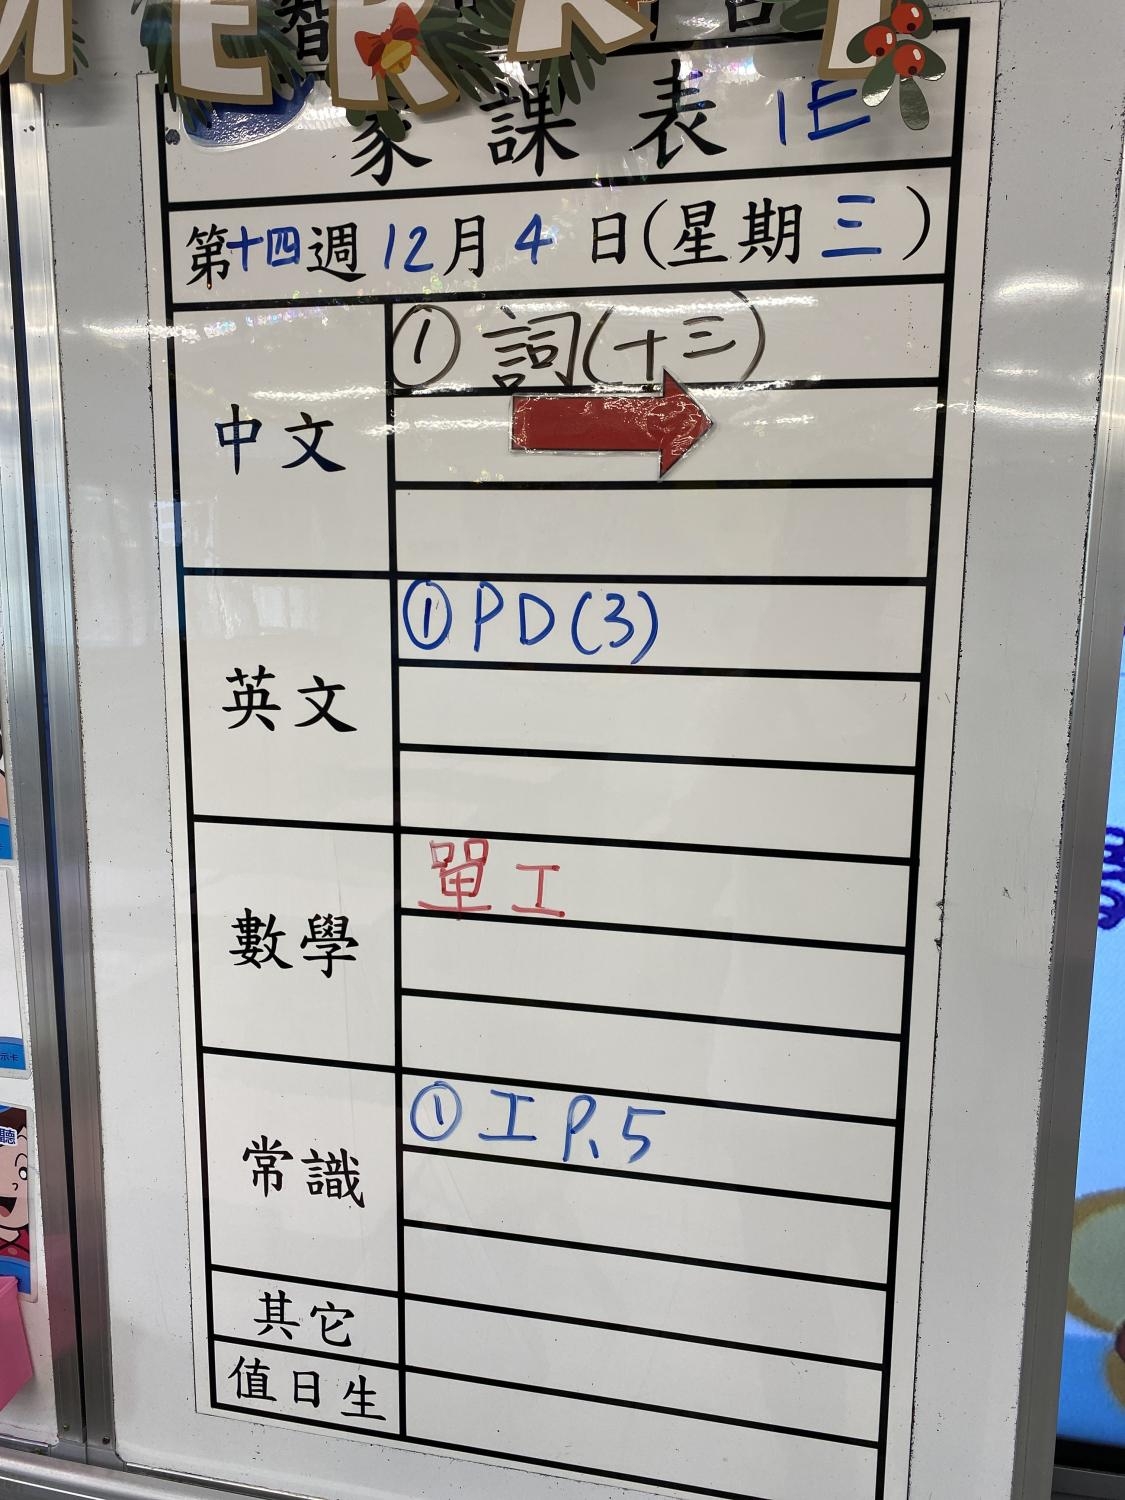 MERRY
家課表 1E
第十四週 12月4日(星期三)
中文
① 詞(十三)
英文
① PD(3)
數學
單工
常識
① 工 P.5
其它
值日生